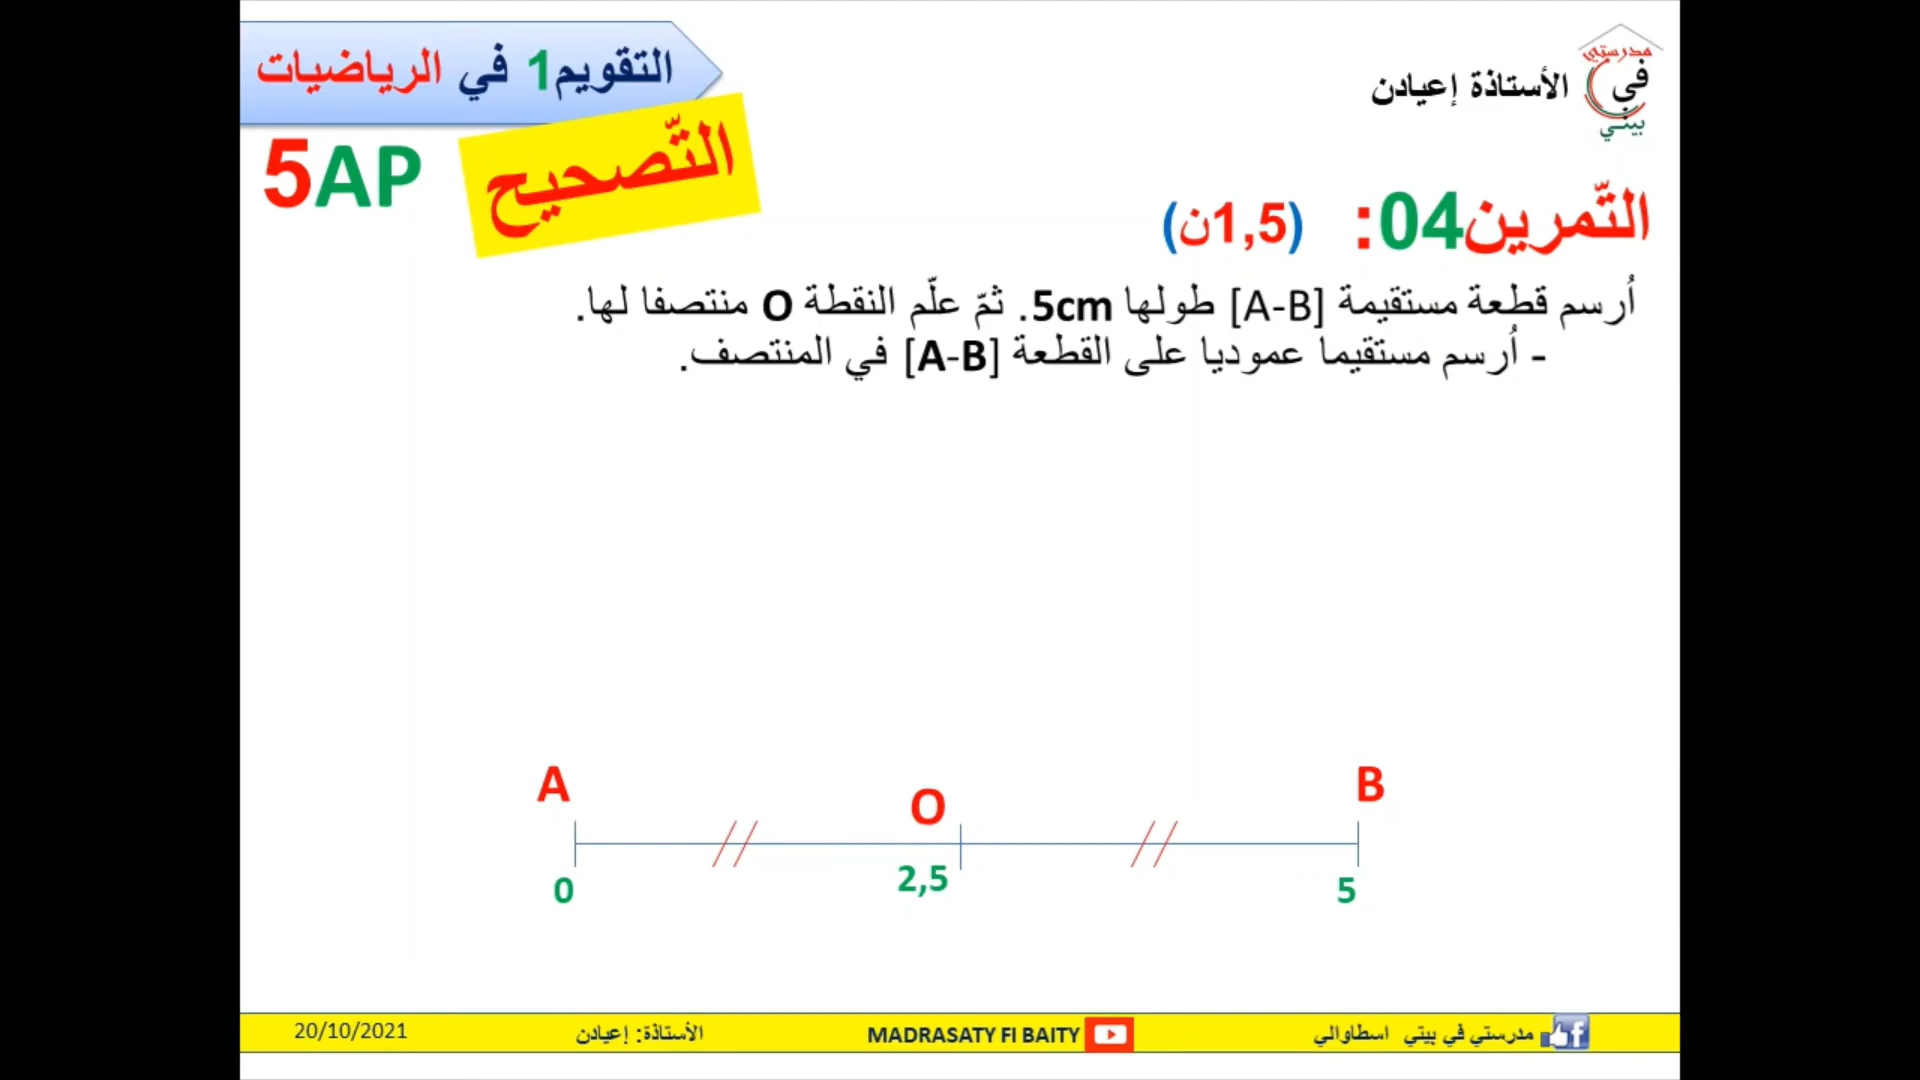 التقويم1 في الرياضيات
مدرستي
في
بيتي
الأستاذة إعيادن
5AP
التّصحيح
التّمرين04: (1,5ن)
اُرسم قطعة مستقيمة [A-B] طولها 5cm. ثمّ علّم النقطة O منتصفا لها.
- اُرسم مستقيما عموديا على القطعة [A-B] في المنتصف.
A O B
0 2,5 5
20/10/2021
الأستاذة: إعيادن
MADRASATY FI BAITY
مدرستي في بيتي اسطاوالي